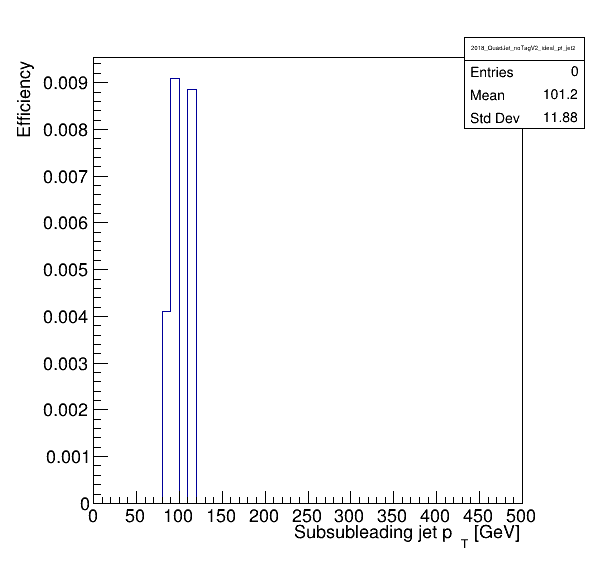 2018_QuadJet_noTagV2_ideal_pt_jet2
Entries 0
Mean 101.2
Std Dev 11.88
Efficiency
0.009
0.008
0.007
0.006
0.005
0.004
0.003
0.002
0.001
0
0 50 100 150 200 250 300 350 400 450 500
Subsubleading jet p T [GeV]